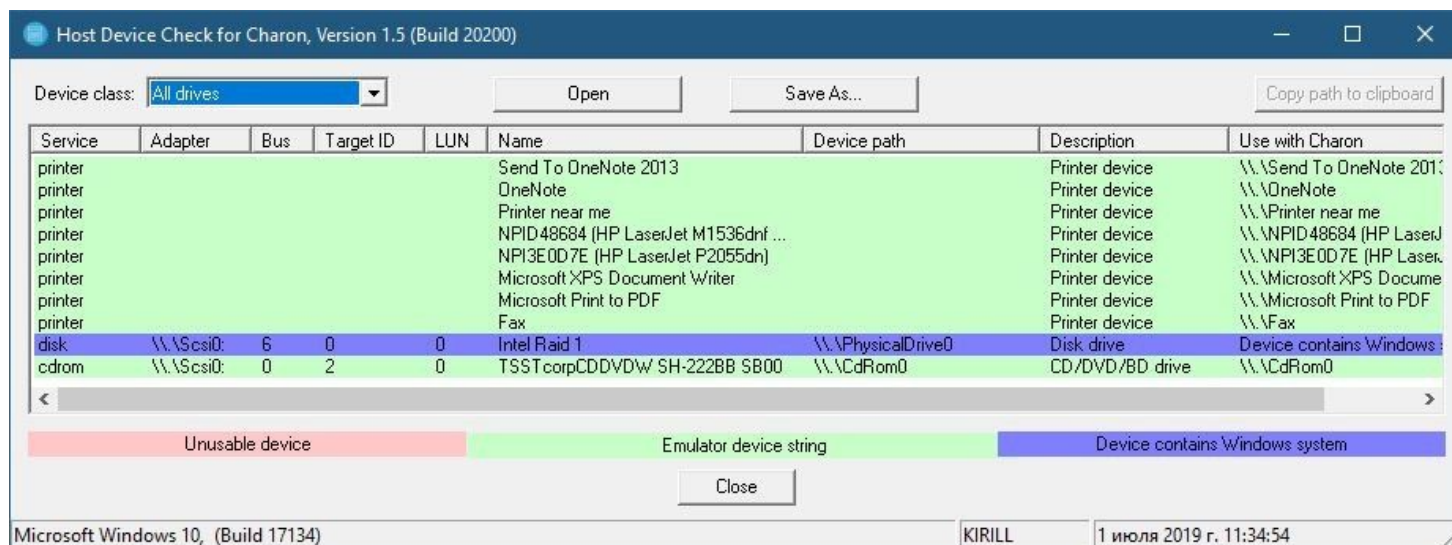 Host Device Check for Charon, Version 1.5 (Build 20200)
Device class: All drives Open Save As... Copy path to clipboard
Service Adapter Bus Target ID LUN Name Device path Description Use with Charon
printer Send To OneNote 2013 Printer device \\.\Send To OneNote 201
printer OneNote Printer device \\.\OneNote
printer Printer near me Printer device \\.\Printer near me
printer NPID48684 (HP LaserJet M1536dnf ... Printer device \\.\NPID48684 (HP LaserJ
printer NPI3E0D7E (HP LaserJet P2055dn) Printer device \\.\NPI3E0D7E (HP Laser
printer Microsoft XPS Document Writer Printer device \\.\Microsoft XPS Docume
printer Microsoft Print to PDF Printer device \\.\Microsoft Print to PDF
printer Fax Printer device \\.\Fax
disk \\.\Scsi0: 6 0 0 Intel Raid 1 \\.\PhysicalDrive0 Disk drive Device contains Windows
cdrom \\.\Scsi0: 0 2 0 TSSTcorpCDDVDW SH-222BB SB00 \\.\CdRom0 CD/DVD/BD drive \\.\CdRom0
Unusable device Emulator device string Device contains Windows system
Close
Microsoft Windows 10, (Build 17134) KIRILL 1 июля 2019 г. 11:34:54